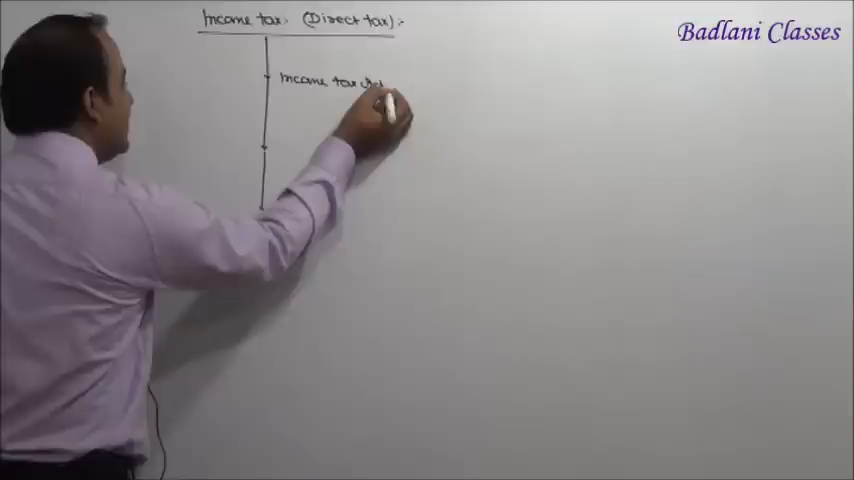 Income tax:- (Direct tax):-
Badlani Classes
Income tax